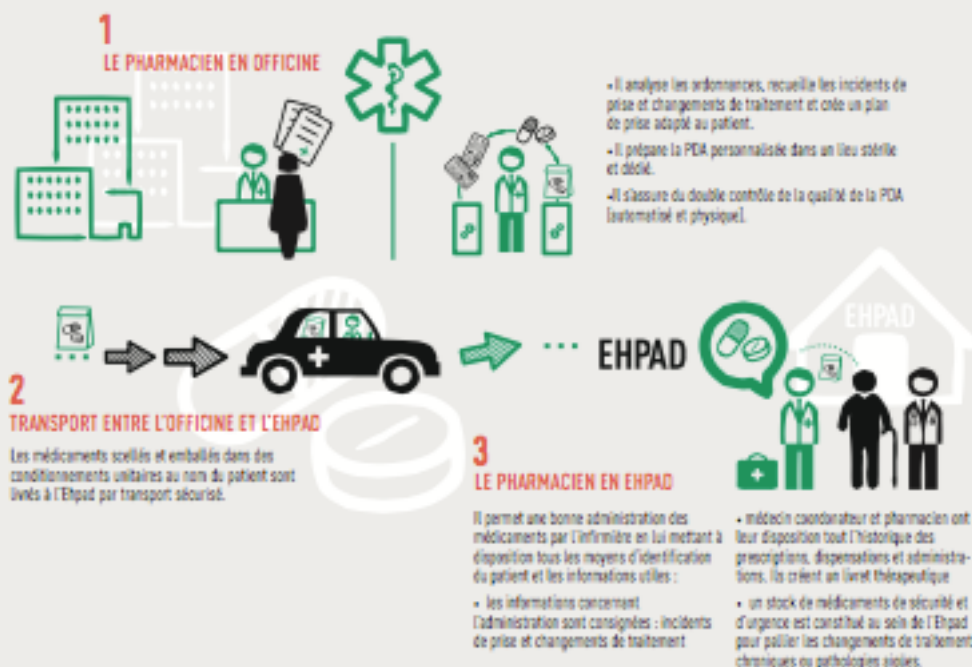 1
LE PHARMACIEN EN OFFICINE
• Il analyse les ordonnances, recueille les incidents de
prise et changements de traitement et crée un plan
de prise adapté au patient.
• Il prépare la PDA personnalisée dans un lieu stérile
et dédié.
•Il s'assure du double contrôle de la qualité de la PDA
[automatisé et physique].
EHPAD
EHPAD
2
TRANSPORT ENTRE L'OFFICINE ET L'EHPAD
Les médicaments scellés et emballés dans des
conditionnements unitaires au nom du patient sont
livrés à l'Ehpad par transport sécurisé.
3
LE PHARMACIEN EN EHPAD
Il permet une bonne administration des
médicaments par l'infirmière en lui mettant à
disposition tous les moyens d'identification
du patient et les informations utiles :
• les informations concernant
l'administration sont consignées : incidents
de prise et changements de traitement
• médecin coordonateur et pharmacien ont
leur disposition tout l'historique des
prescriptions, dispensations et administra-
tions. Ils créent un livret thérapeutique
• un stock de médicaments de sécurité et
d'urgence est constitué au sein de l'Ehpad
pour pallier les changements de traitement
chroniques ou pathologies aigües.